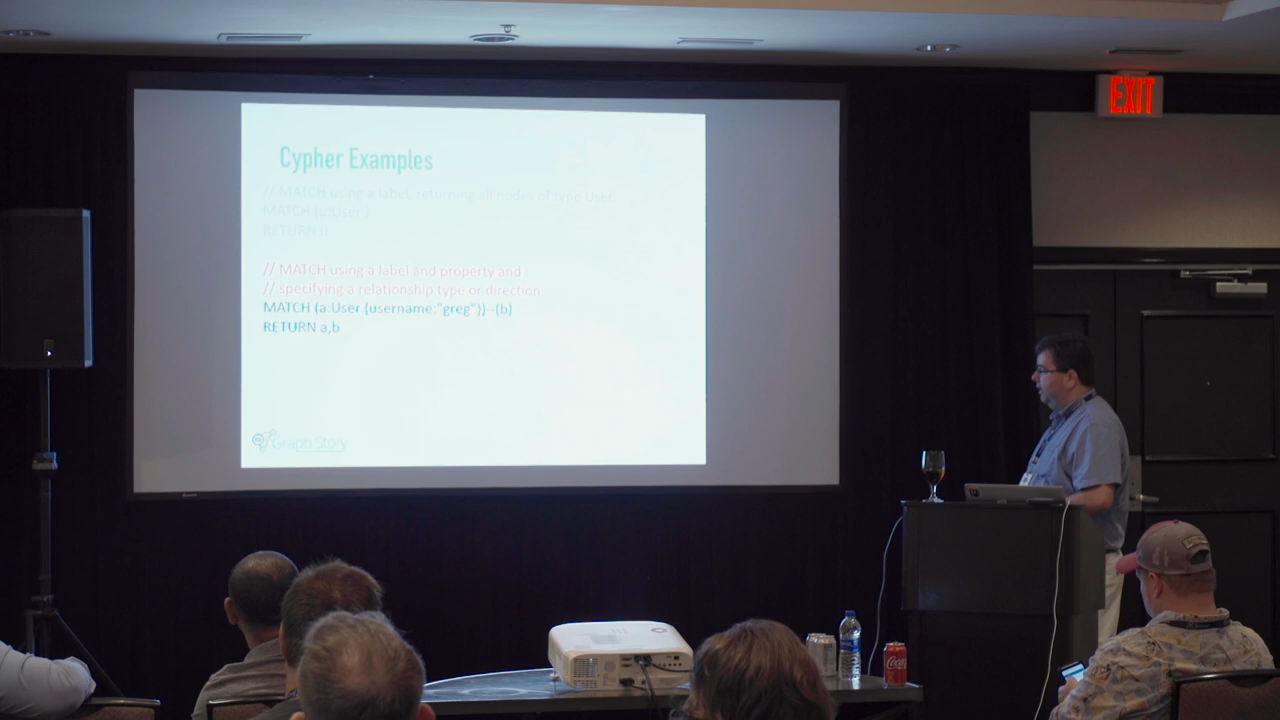 EXIT
Cypher Examples
// MATCH using a label, returning all nodes of type User
MATCH (u:User )
RETURN u
// MATCH using a label and property and
// specifying a relationship type or direction
MATCH (a:User {username:"greg"})--(b)
RETURN a,b
Graph Story